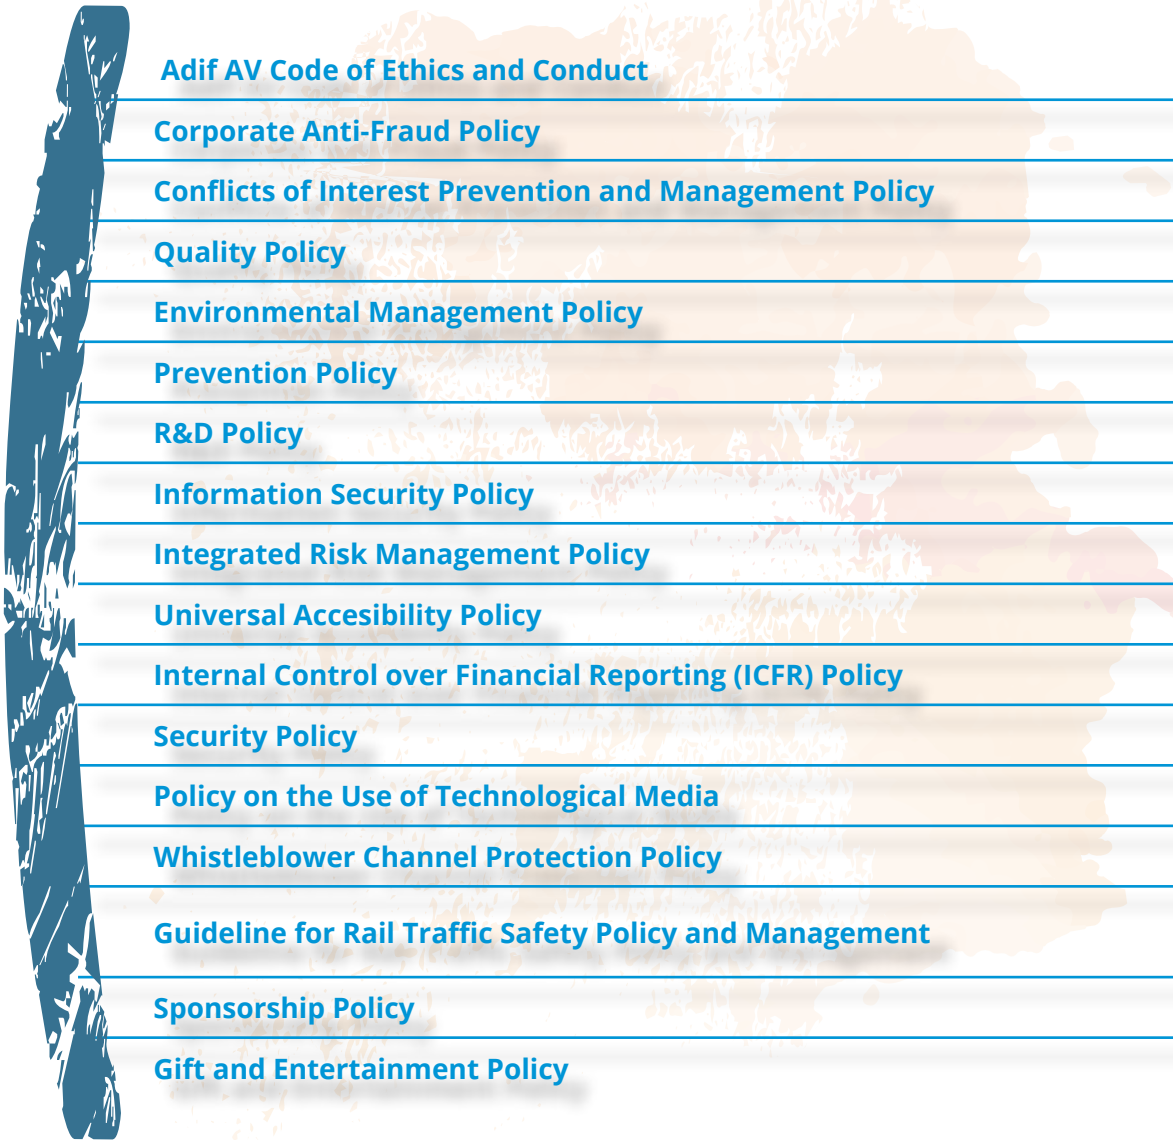 Adif AV Code of Ethics and Conduct
Corporate Anti-Fraud Policy
Conflicts of Interest Prevention and Management Policy
Quality Policy
Environmental Management Policy
Prevention Policy
R&D Policy
Information Security Policy
Integrated Risk Management Policy
Universal Accesibility Policy
Internal Control over Financial Reporting (ICFR) Policy
Security Policy
Policy on the Use of Technological Media
Whistleblower Channel Protection Policy
Guideline for Rail Traffic Safety Policy and Management
Sponsorship Policy
Gift and Entertainment Policy